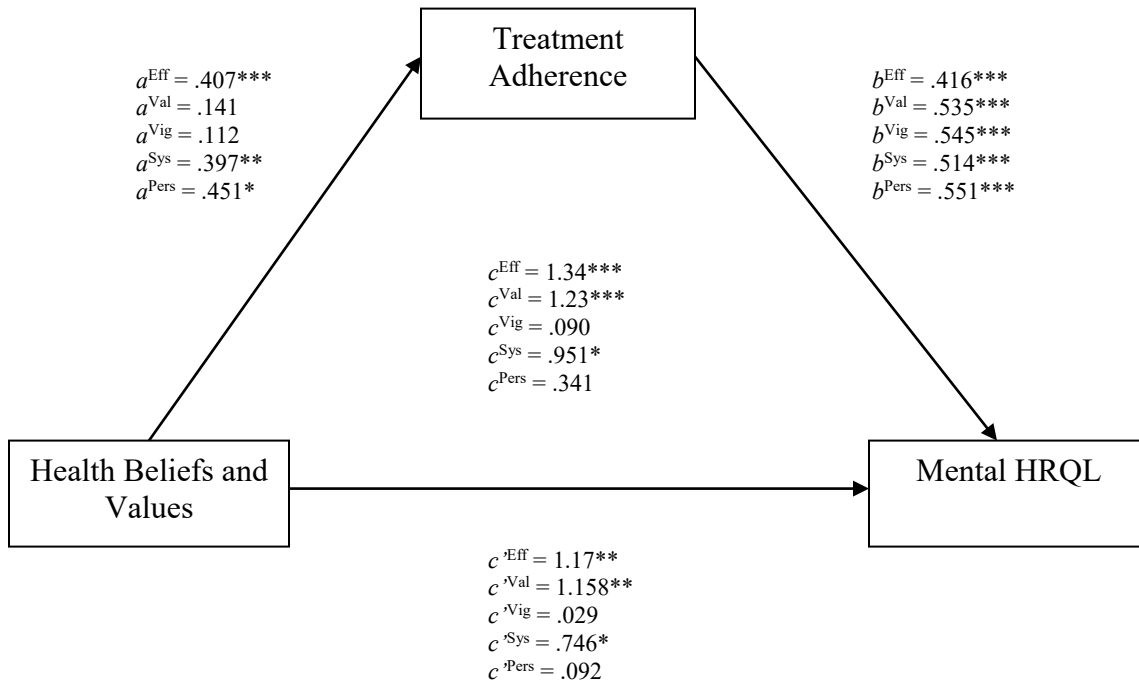 Treatment
Adherence
aᴱᶠᶠ = .407***
aⱽᵃˡ = .141
aⱽⁱᵍ = .112
aˢʸˢ = .397**
aᴾᵉʳˢ = .451*
bᴱᶠᶠ = .416***
bⱽᵃˡ = .535***
bⱽⁱᵍ = .545***
bˢʸˢ = .514***
bᴾᵉʳˢ = .551***
cᴱᶠᶠ = 1.34***
cⱽᵃˡ = 1.23***
cⱽⁱᵍ = .090
cˢʸˢ = .951*
cᴾᵉʳˢ = .341
Health Beliefs and
Values
Mental HRQL
c’ᴱᶠᶠ = 1.17**
c’ⱽᵃˡ = 1.158**
c’ⱽⁱᵍ = .029
c’ˢʸˢ = .746*
c’ᴾᵉʳˢ = .092